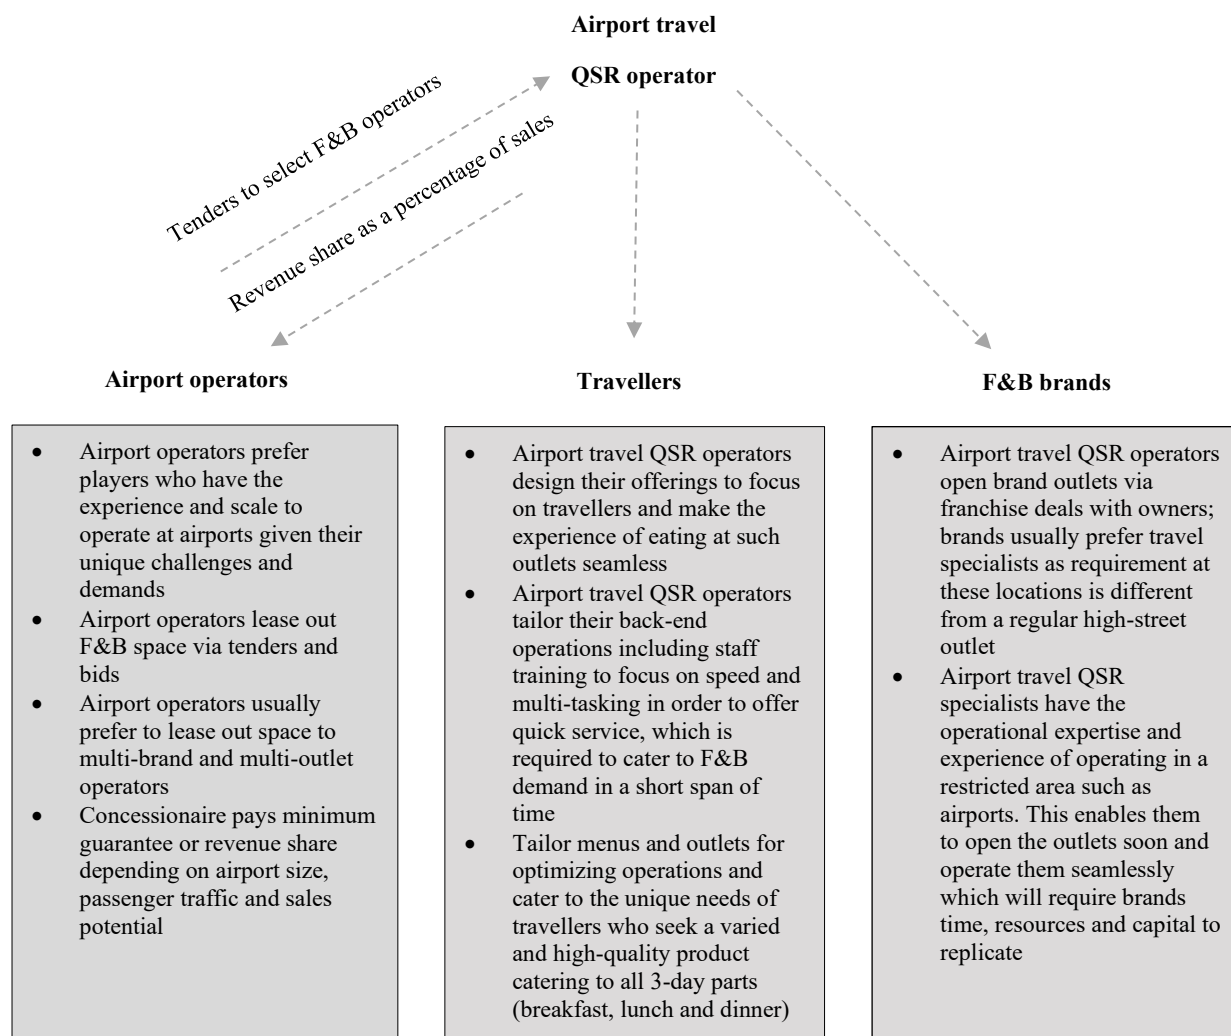 Airport travel
QSR operator
Tenders to select F&B operators
Revenue share as a percentage of sales
Airport operators
Travellers
F&B brands
• Airport operators prefer
players who have the
experience and scale to
operate at airports given their
unique challenges and
demands
• Airport operators lease out
F&B space via tenders and
bids
• Airport operators usually
prefer to lease out space to
multi-brand and multi-outlet
operators
• Concessionaire pays minimum
guarantee or revenue share
depending on airport size,
passenger traffic and sales
potential
• Airport travel QSR operators
design their offerings to focus
on travellers and make the
experience of eating at such
outlets seamless
• Airport travel QSR operators
tailor their back-end
operations including staff
training to focus on speed and
multi-tasking in order to offer
quick service, which is
required to cater to F&B
demand in a short span of
time
• Tailor menus and outlets for
optimizing operations and
cater to the unique needs of
travellers who seek a varied
and high-quality product
catering to all 3-day parts
(breakfast, lunch and dinner)
• Airport travel QSR operators
open brand outlets via
franchise deals with owners;
brands usually prefer travel
specialists as requirement at
these locations is different
from a regular high-street
outlet
• Airport travel QSR
specialists have the
operational expertise and
experience of operating in a
restricted area such as
airports. This enables them
to open the outlets soon and
operate them seamlessly
which will require brands
time, resources and capital to
replicate